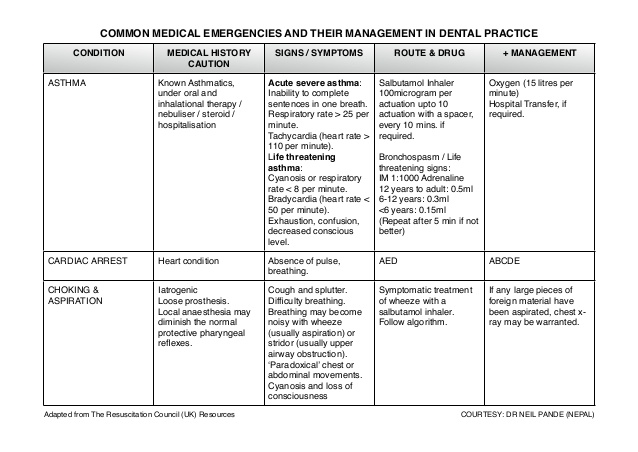 COMMON MEDICAL EMERGENCIES AND THEIR MANAGEMENT IN DENTAL PRACTICE
CONDITION
MEDICAL HISTORY
CAUTION
SIGNS / SYMPTOMS
ROUTE & DRUG
+ MANAGEMENT
ASTHMA
Known Asthmatics,
under oral and
inhalational therapy /
nebuliser / steroid /
hospitalisation
Acute severe asthma:
Inability to complete
sentences in one breath.
Respiratory rate > 25 per
minute.
Tachycardia (heart rate >
110 per minute).
Life threatening
asthma:
Cyanosis or respiratory
rate < 8 per minute.
Bradycardia (heart rate <
50 per minute).
Exhaustion, confusion,
decreased conscious
level.
Salbutamol Inhaler
100microgram per
actuation upto 10
actuation with a spacer,
every 10 mins. if
required.
Bronchospasm / Life
threatening signs:
IM 1:1000 Adrenaline
12 years to adult: 0.5ml
6-12 years: 0.3ml
<6 years: 0.15ml
(Repeat after 5 min if not
better)
Oxygen (15 litres per
minute)
Hospital Transfer, if
required.
CARDIAC ARREST
Heart condition
Absence of pulse,
breathing.
AED
ABCDE
CHOKING &
ASPIRATION
Iatrogenic
Loose prosthesis.
Local anaesthesia may
diminish the normal
protective pharyngeal
reflexes.
Cough and splutter.
Difficulty breathing.
Breathing may become
noisy with wheeze
(usually aspiration) or
stridor (usually upper
airway obstruction).
'Paradoxical' chest or
abdominal movements.
Cyanosis and loss of
consciousness
Symptomatic treatment
of wheeze with a
salbutamol inhaler.
Follow algorithm.
If any large pieces of
foreign material have
been aspirated, chest x-
ray may be warranted.
Adapted from The Resuscitation Council (UK) Resources
COURTESY: DR NEIL PANDE (NEPAL)